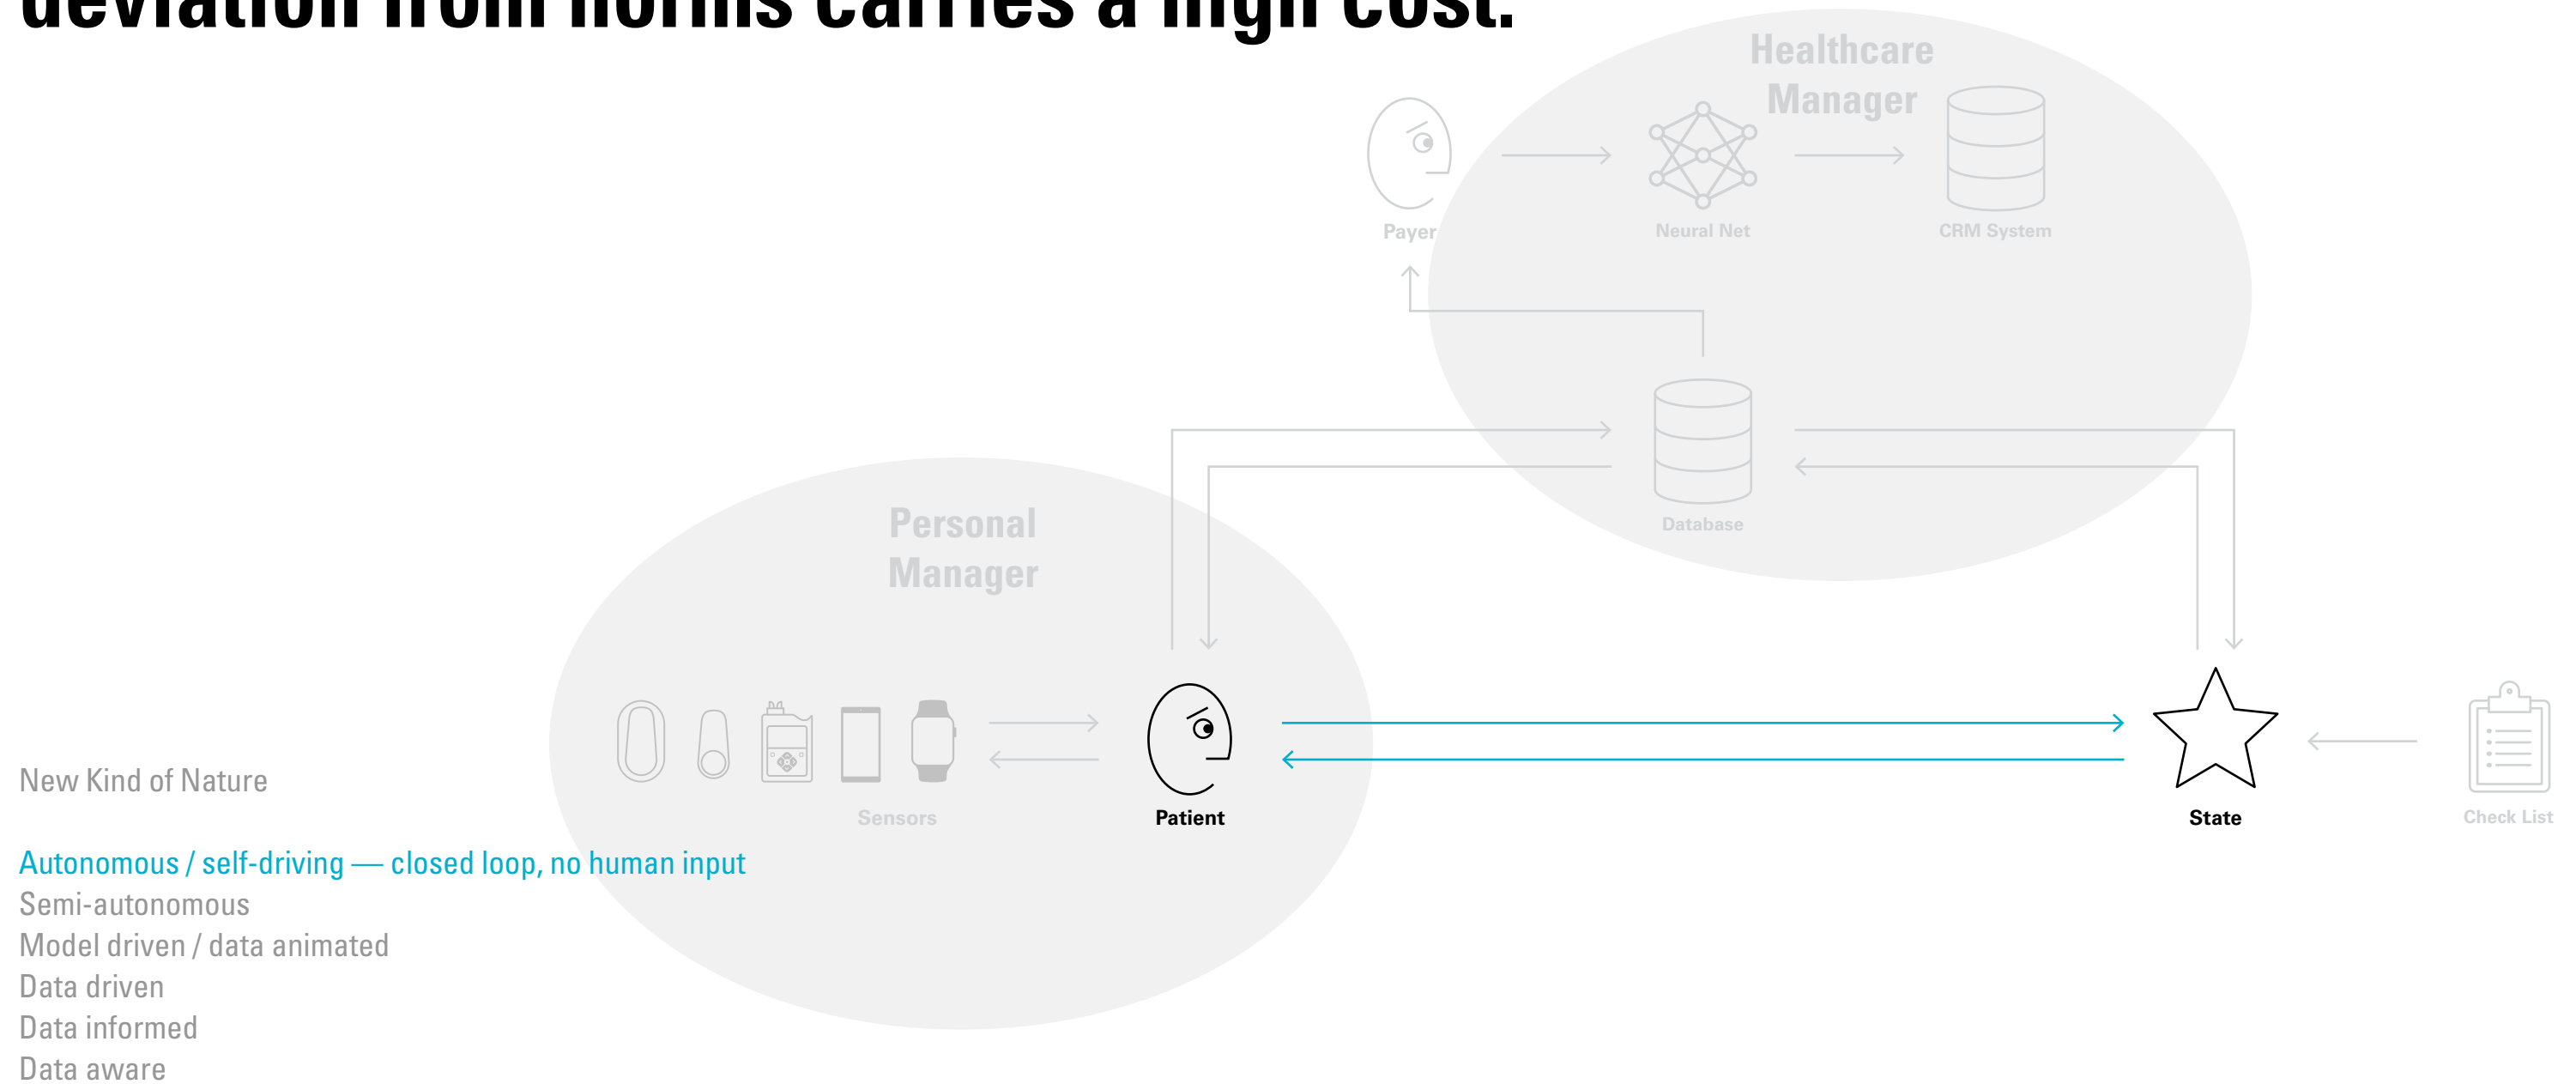 deviation from norms carries a high cost.
Healthcare
Manager
Payer
Neural Net
CRM System
Database
Personal
Manager
Sensors
Patient
State
Check List
New Kind of Nature
Autonomous / self-driving — closed loop, no human input
Semi-autonomous
Model driven / data animated
Data driven
Data informed
Data aware